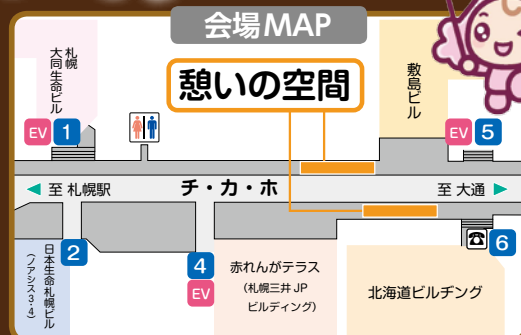 会場MAP
札幌
大同生命ビル
憩いの空間
敷島ビル
EV 1
EV 5
至 札幌駅
チ・カ・ホ
至 大通
2
日本生命札幌ビル
(ノアシス3・4)
4
EV
赤れんがテラス
(札幌三井 JP
ビルディング)
北海道ビルヂング
6